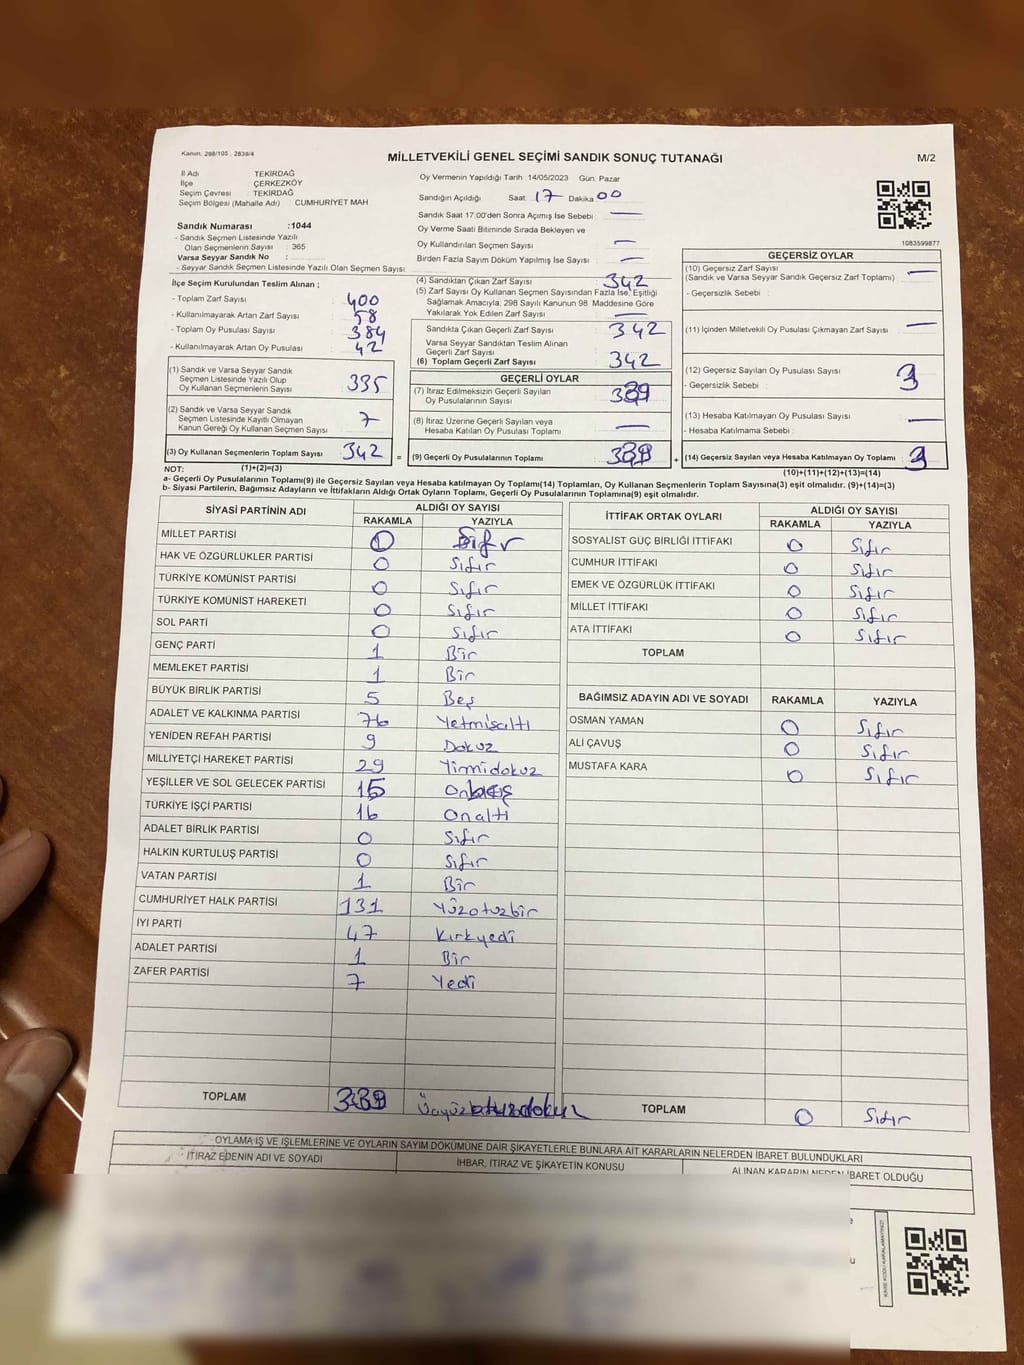 Kanun. 298/105 . 2839/4
MİLLETVEKİLİ GENEL SEÇİMİ SANDIK SONUÇ TUTANAĞI
M/2
İl Adı TEKİRDAĞ
İlçe ÇERKEZKÖY
Seçim Çevresi TEKİRDAĞ
Seçim Bölgesi (Mahalle Adı) : CUMHURİYET MAH
Sandık Numarası :1044
- Sandık Seçmen Listesinde Yazılı
Olan Seçmenlerin Sayısı : 365
Varsa Seyyar Sandık No :
- Seyyar Sandık Seçmen Listesinde Yazılı Olan Seçmen Sayısı
Oy Vermenin Yapıldığı Tarih :14/05/2023 Gün: Pazar
Sandığın Açıldığı Saat: 17 Dakika 00
Sandık Saat 17:00'den Sonra Açımış İse Sebebi : —
Oy Verme Saati Bitiminde Sırada Bekleyen ve
Oy Kullandırılan Seçmen Sayısı —
Birden Fazla Sayım Döküm Yapılmış İse Sayısı : —
1083599877
İlçe Seçim Kurulundan Teslim Alınan ;
- Toplam Zarf Sayısı 400
- Kullanılmayarak Artan Zarf Sayısı 58
- Toplam Oy Pusulası Sayısı 384
- Kullanılmayarak Artan Oy Pusulası 42
(1) Sandık ve Varsa Seyyar Sandık
Seçmen Listesinde Yazılı Olup
Oy Kullanan Seçmenlerin Sayısı 335
(2) Sandık ve Varsa Seyyar Sandık
Seçmen Listesinde Kayıtlı Olmayan
Kanun Gereği Oy Kullanan Seçmen Sayısı 7
(3) Oy Kullanan Seçmenlerin Toplam Sayısı 342 =
(1)+(2)=(3)
(4) Sandıktan Çıkan Zarf Sayısı 342
(5) Zarf Sayısı Oy Kullanan Seçmen Sayısından Fazla İse, Eşitliği
Sağlamak Amacıyla, 298 Sayılı Kanunun 98. Maddesine Göre
Yakılarak Yok Edilen Zarf Sayısı —
Sandıkta Çıkan Geçerli Zarf Sayısı 342
Varsa Seyyar Sandıktan Teslim Alınan
Geçerli Zarf Sayısı
(6) Toplam Geçerli Zarf Sayısı 342
GEÇERLİ OYLAR
(7) İtiraz Edilmeksizin Geçerli Sayılan
Oy Pusulalarının Sayısı 339
(8) İtiraz Üzerine Geçerli Sayılan veya
Hesaba Katılan Oy Pusulası Toplamı —
(9) Geçerli Oy Pusulalarının Toplamı 339 +
GEÇERSİZ OYLAR
(10) Geçersiz Zarf Sayısı —
(Sandık ve Varsa Seyyar Sandık Geçersiz Zarf Toplamı)
- Geçersizlik Sebebi :
(11) İçinden Milletvekili Oy Pusulası Çıkmayan Zarf Sayısı —
(12) Geçersiz Sayılan Oy Pusulası Sayısı 3
- Geçersizlik Sebebi :
(13) Hesaba Katılmayan Oy Pusulası Sayısı —
- Hesaba Katılmama Sebebi :
(14) Geçersiz Sayılan veya Hesaba Katılmayan Oy Toplamı 3
(10)+(11)+(12)+(13)=(14)
NOT:
a- Geçerli Oy Pusulalarının Toplamı(9) ile Geçersiz Sayılan veya Hesaba katılmayan Oy Toplamı(14) Toplamları, Oy Kullanan Seçmenlerin Toplam Sayısına(3) eşit olmalıdır. (9)+(14)=(3)
b- Siyasi Partilerin, Bağımsız Adayların ve İttifakların Aldığı Ortak Oyların Toplamı, Geçerli Oy Pusulalarının Toplamına(9) eşit olmalıdır.
SİYASİ PARTİNİN ADI ALDIĞI OY SAYISI
RAKAMLA YAZIYLA
MİLLET PARTİSİ 0 Sıfır
HAK VE ÖZGÜRLÜKLER PARTİSİ 0 Sıfır
TÜRKİYE KOMÜNİST PARTİSİ 0 Sıfır
TÜRKİYE KOMÜNİST HAREKETİ 0 Sıfır
SOL PARTİ 0 Sıfır
GENÇ PARTİ 1 Bir
MEMLEKET PARTİSİ 1 Bir
BÜYÜK BİRLİK PARTİSİ 5 Beş
ADALET VE KALKINMA PARTİSİ 76 Yetmişaltı
YENİDEN REFAH PARTİSİ 9 Dokuz
MİLLİYETÇİ HAREKET PARTİSİ 29 Yirmidokuz
YEŞİLLER VE SOL GELECEK PARTİSİ 15 Onbeş
TÜRKİYE İŞÇİ PARTİSİ 16 Onaltı
ADALET BİRLİK PARTİSİ 0 Sıfır
HALKIN KURTULUŞ PARTİSİ 0 Sıfır
VATAN PARTİSİ 1 Bir
CUMHURİYET HALK PARTİSİ 131 Yüzotuzbir
İYİ PARTİ 47 Kırkyedi
ADALET PARTİSİ 1 Bir
ZAFER PARTİSİ 7 Yedi
TOPLAM 339 Üçyüzotuzdokuz
İTTİFAK ORTAK OYLARI ALDIĞI OY SAYISI
RAKAMLA YAZIYLA
SOSYALİST GÜÇ BİRLİĞİ İTTİFAKI 0 Sıfır
CUMHUR İTTİFAKI 0 Sıfır
EMEK VE ÖZGÜRLÜK İTTİFAKI 0 Sıfır
MİLLET İTTİFAKI 0 Sıfır
ATA İTTİFAKI 0 Sıfır
TOPLAM
BAĞIMSIZ ADAYIN ADI VE SOYADI RAKAMLA YAZIYLA
OSMAN YAMAN 0 Sıfır
ALİ ÇAVUŞ 0 Sıfır
MUSTAFA KARA 0 Sıfır
TOPLAM 0 Sıfır
OYLAMA İŞ VE İŞLEMLERİNE VE OYLARIN SAYIM DÖKÜMÜNE DAİR ŞİKAYETLERLE BUNLARA AİT KARARLARIN NELERDEN İBARET BULUNDUKLARI
İTİRAZ EDENİN ADI VE SOYADI İHBAR, İTİRAZ VE ŞİKAYETİN KONUSU ALINAN KARARIN NEDEN İBARET OLDUĞU
KARE KODU KARALAMAYINIZ!